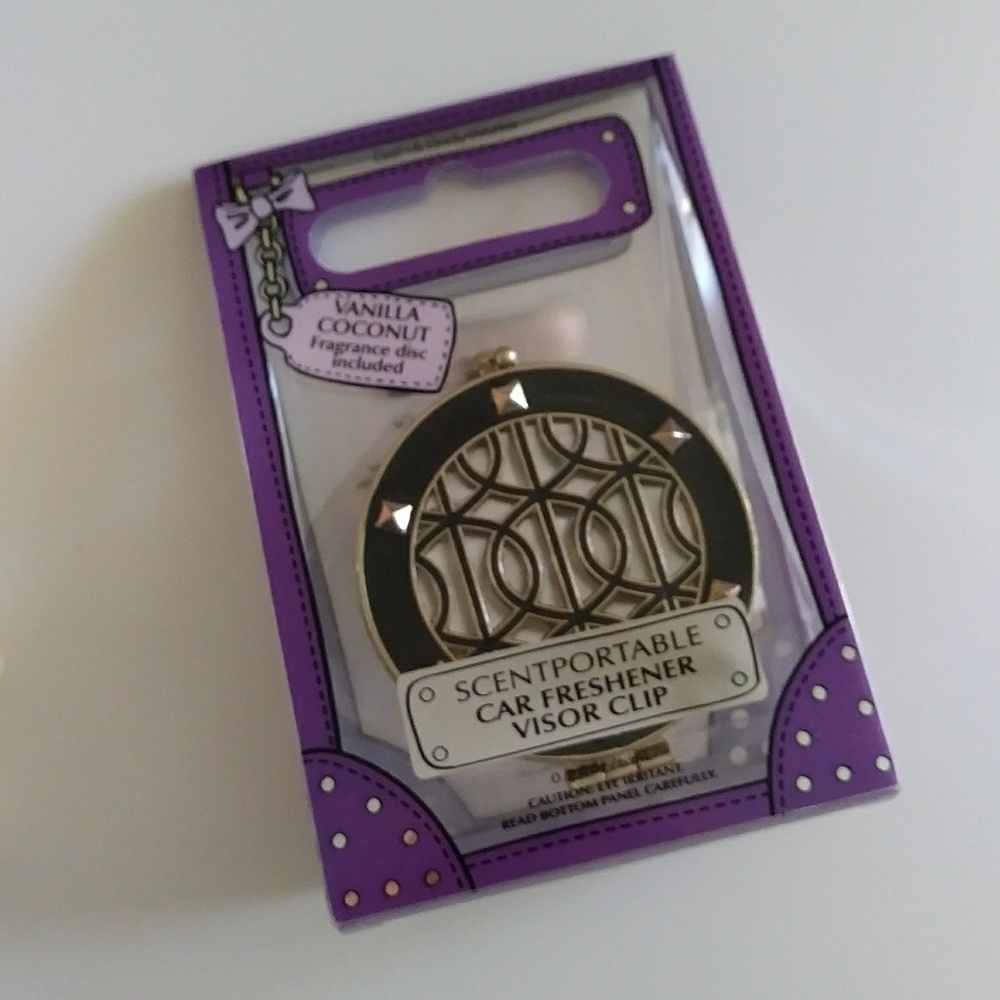 VANILLA
COCONUT
Fragrance disc
included
SCENTPORTABLE
CAR FRESHENER
VISOR CLIP
CAUTION: EYE IRRITANT.
READ BOTTOM PANEL CAREFULLY.